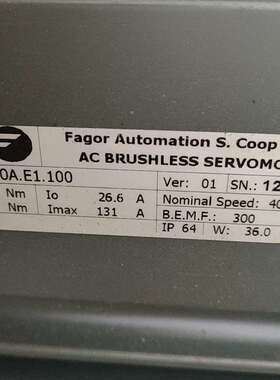 Fagor Automation S. Coop
AC BRUSHLESS SERVOMO
0A.E1.100 Ver: 01 SN.: 12
Nm Io 26.6 A Nominal Speed: 40
Nm Imax 131 A B.E.M.F: 300
IP 64 W: 36.0